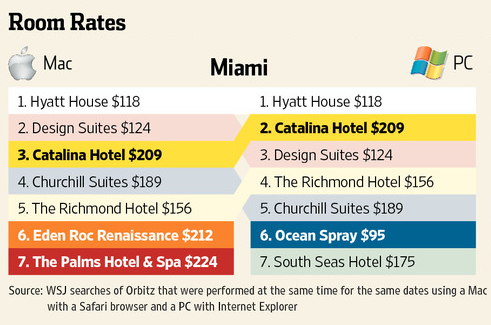 Room Rates
Mac
Miami
PC
1. Hyatt House $118
2. Design Suites $124
3. Catalina Hotel $209
4. Churchill Suites $189
5. The Richmond Hotel $156
6. Eden Roc Renaissance $212
7. The Palms Hotel & Spa $224
1. Hyatt House $118
2. Catalina Hotel $209
3. Design Suites $124
4. The Richmond Hotel $156
5. Churchill Suites $189
6. Ocean Spray $95
7. South Seas Hotel $175
Source: WSJ searches of Orbitz that were performed at the same time for the same dates using a Mac
with a Safari browser and a PC with Internet Explorer